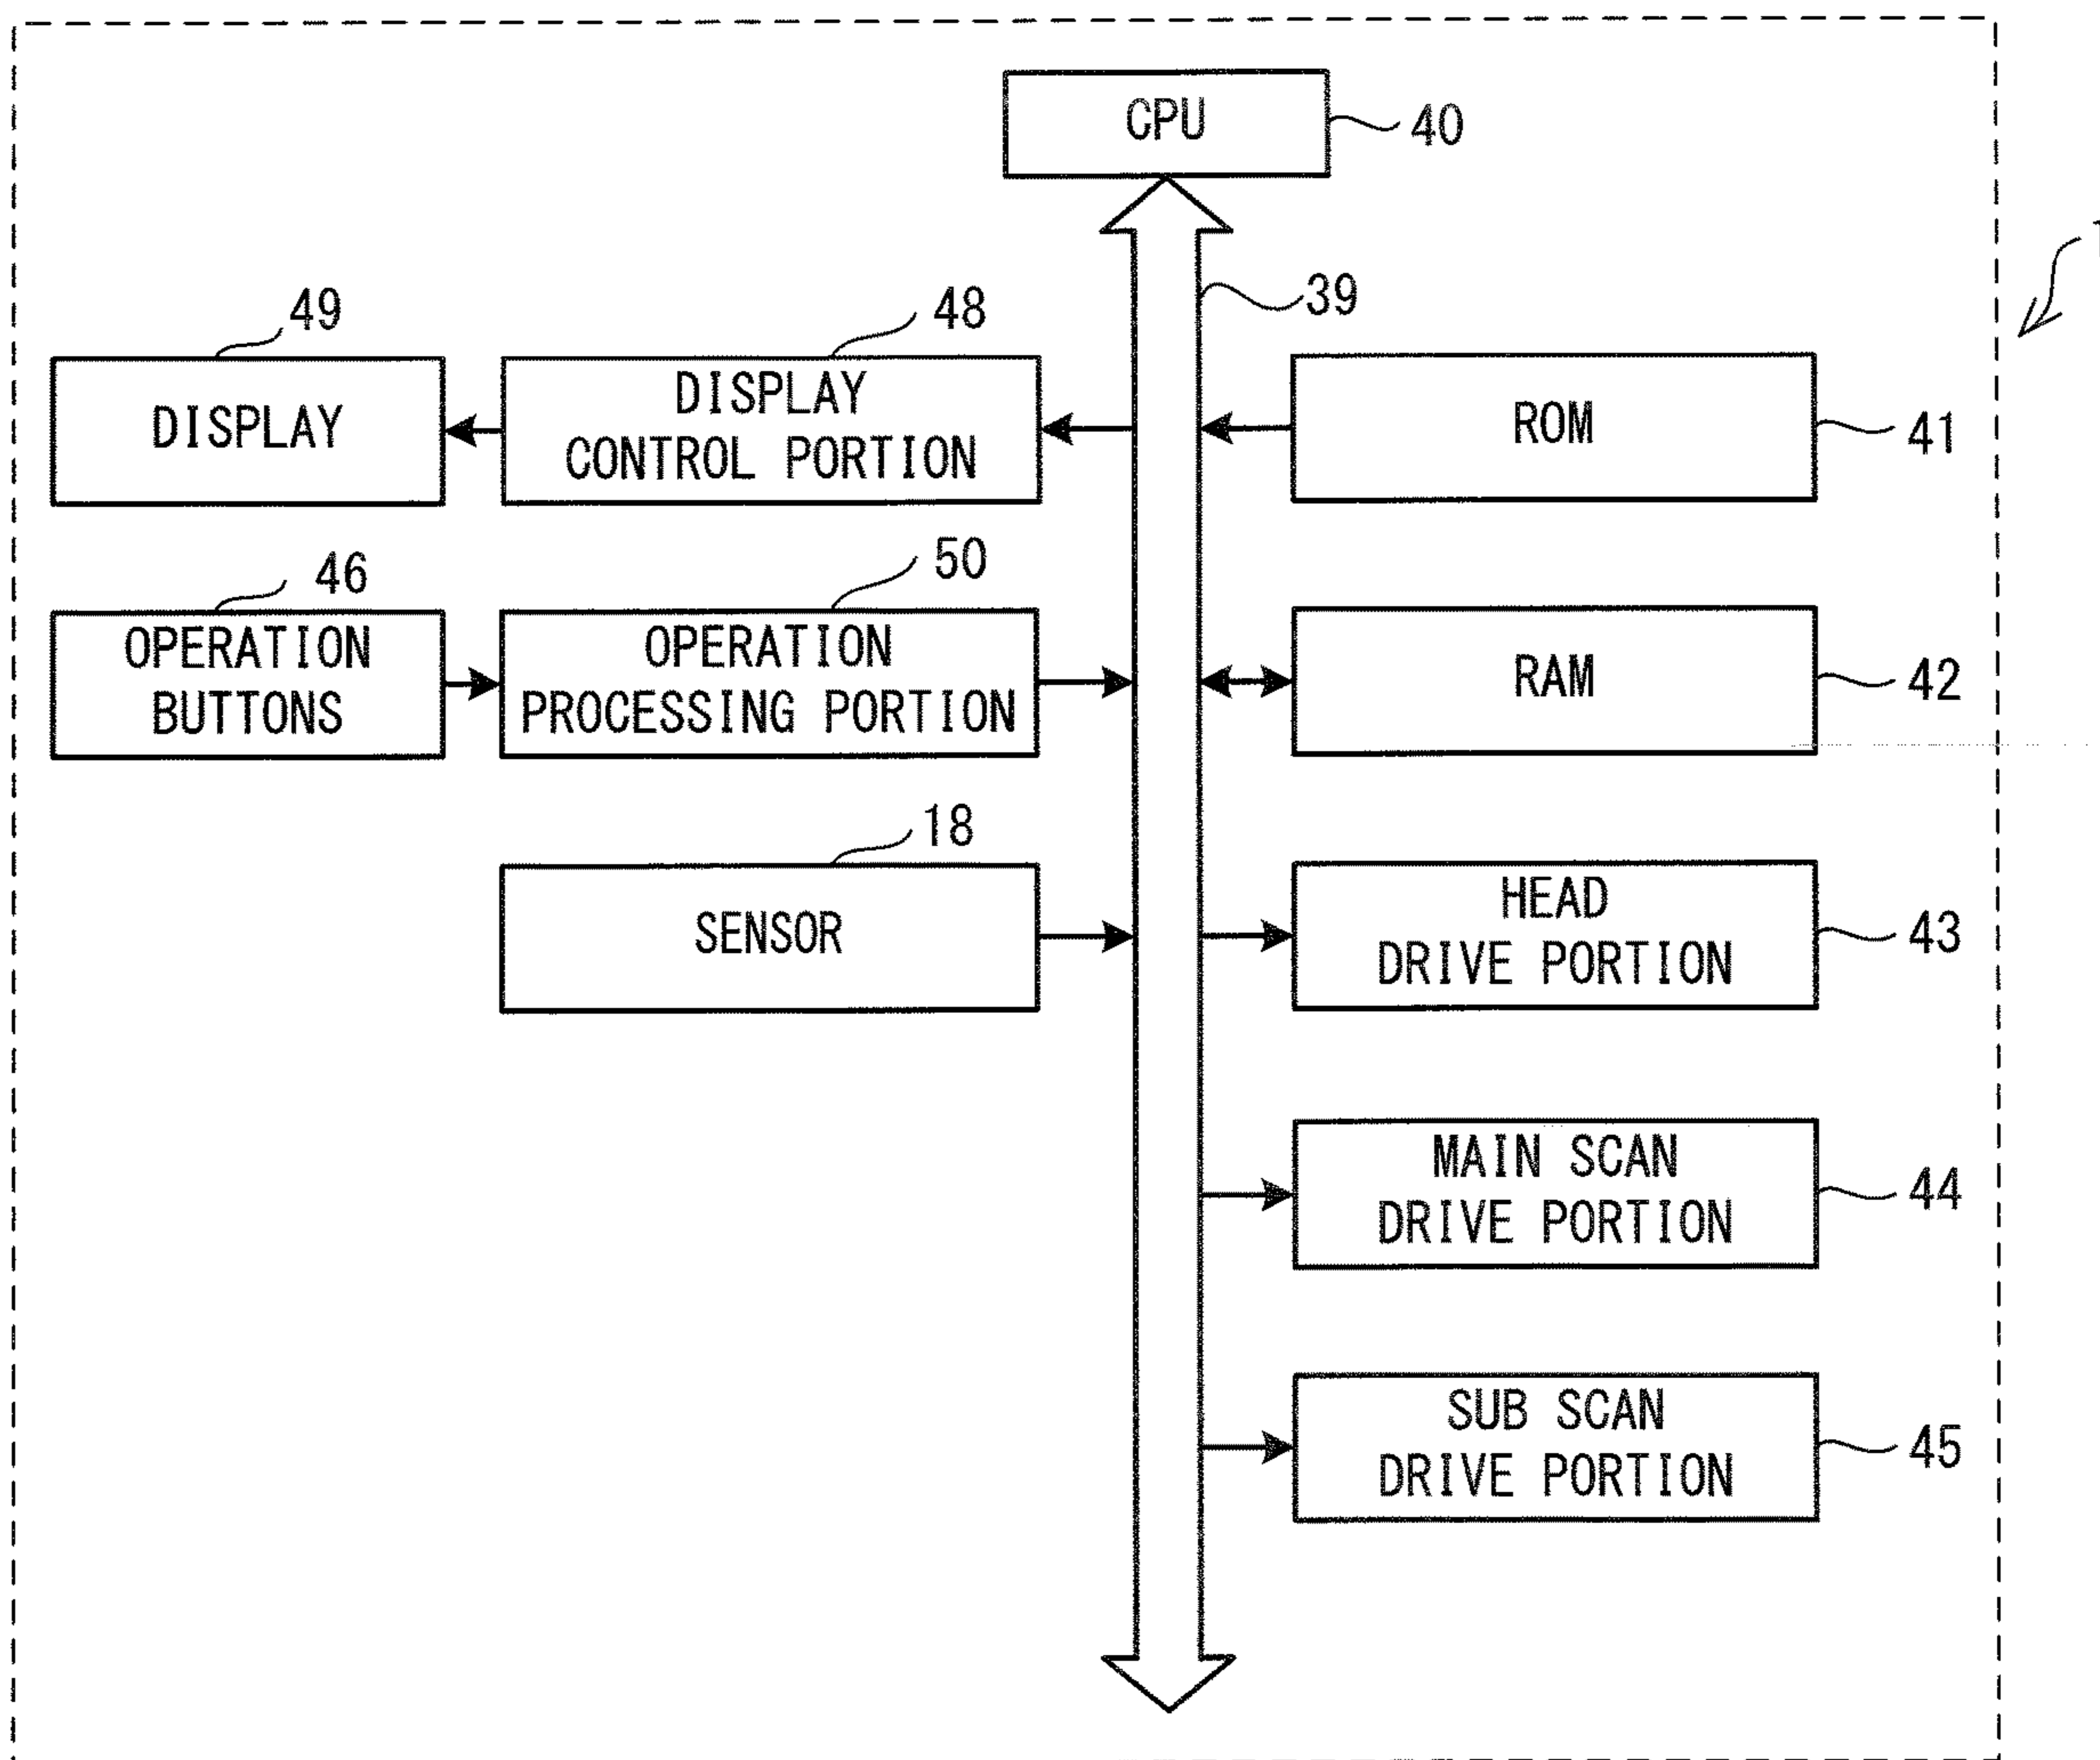 CPU
40
1
39
49
48
DISPLAY
DISPLAY
CONTROL PORTION
ROM
41
46
50
OPERATION
BUTTONS
OPERATION
PROCESSING PORTION
RAM
42
18
SENSOR
HEAD
DRIVE PORTION
43
MAIN SCAN
DRIVE PORTION
44
SUB SCAN
DRIVE PORTION
45